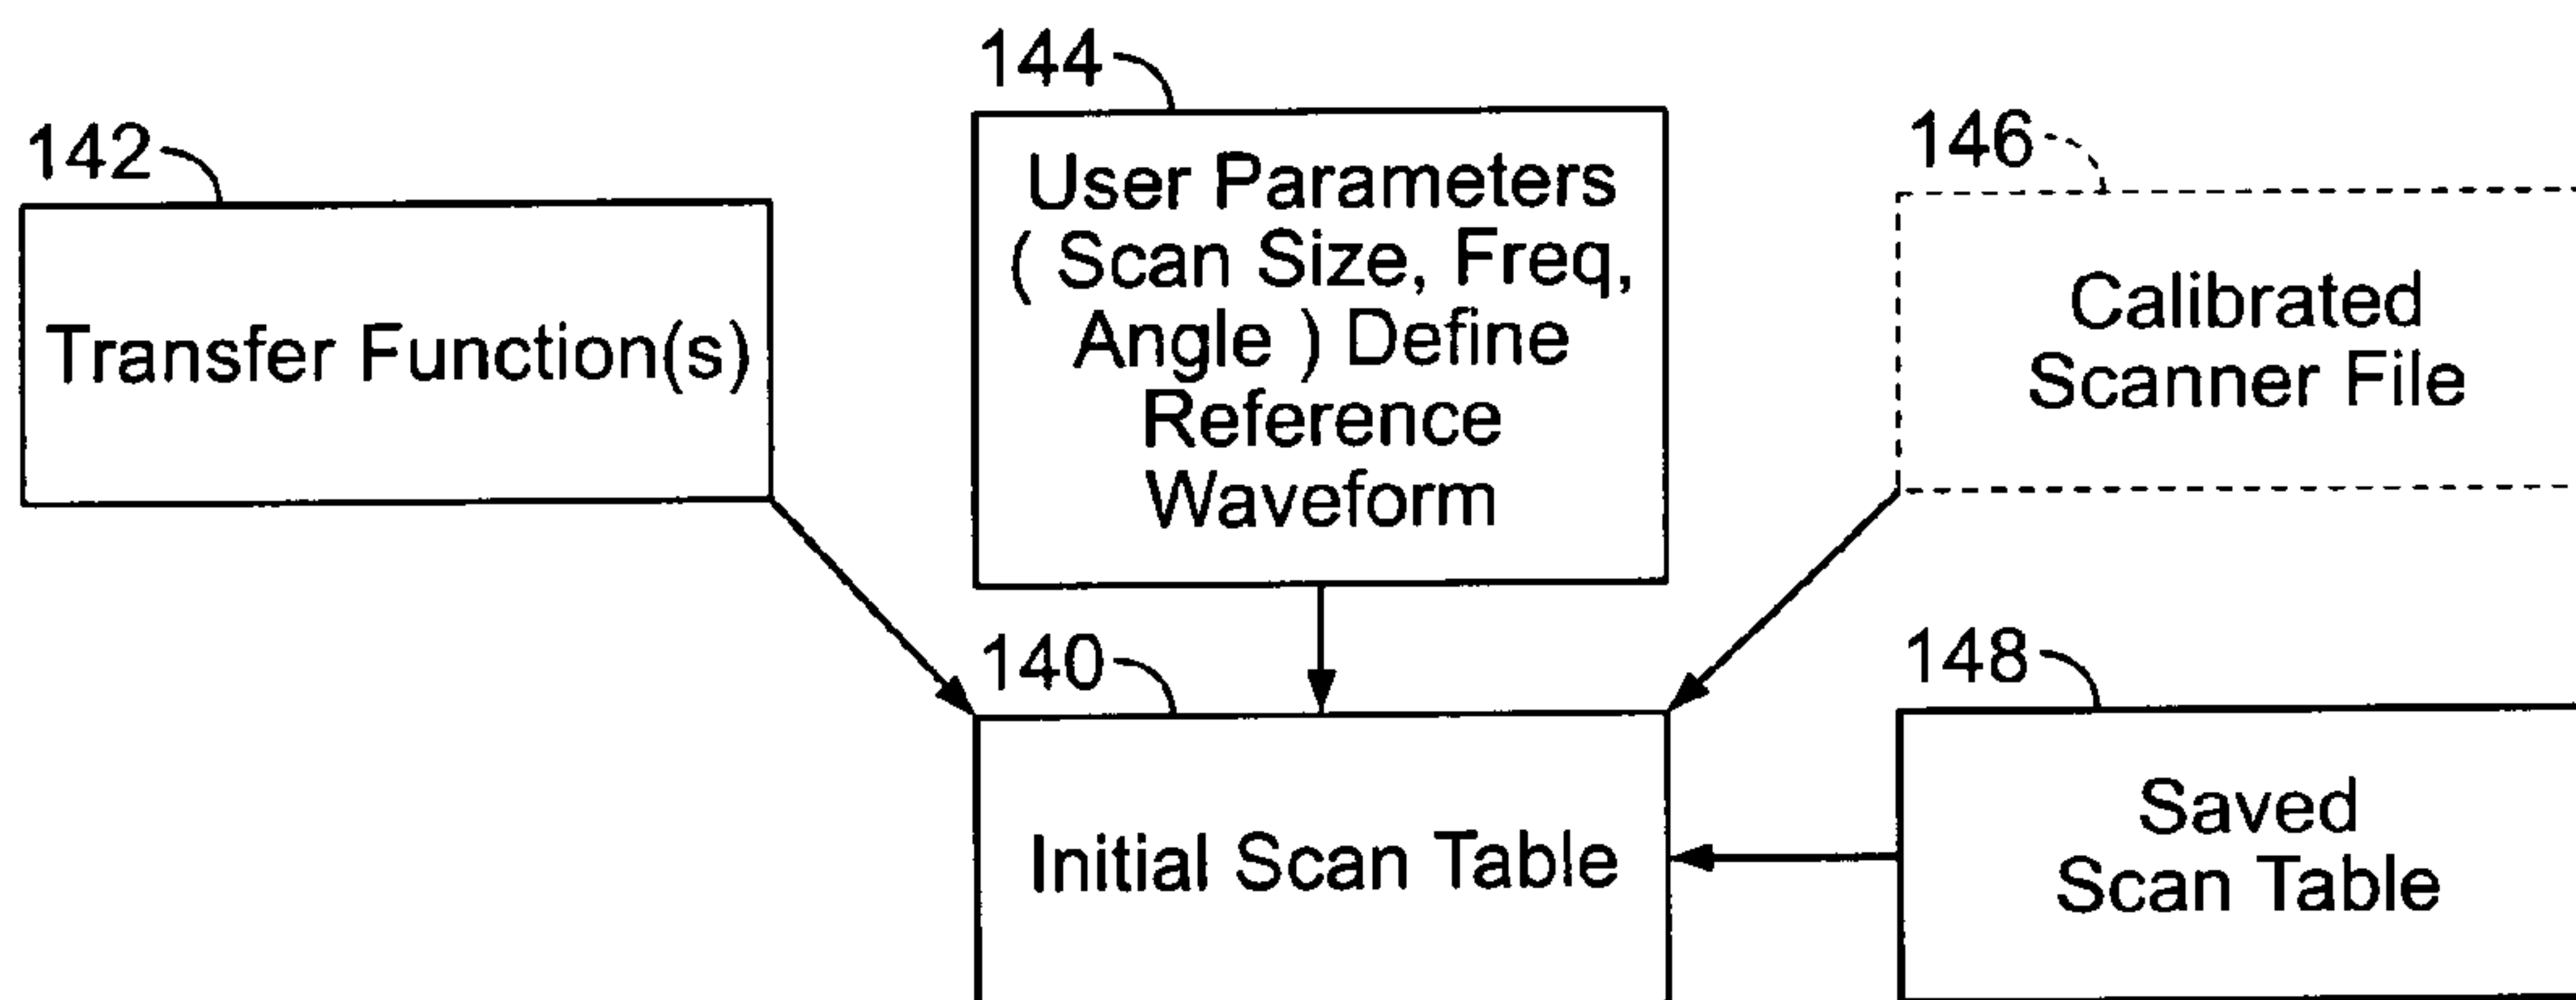 144
User Parameters
( Scan Size, Freq,
Angle ) Define
Reference
Waveform
142
Transfer Function(s)
146
Calibrated
Scanner File
140
Initial Scan Table
148
Saved
Scan Table